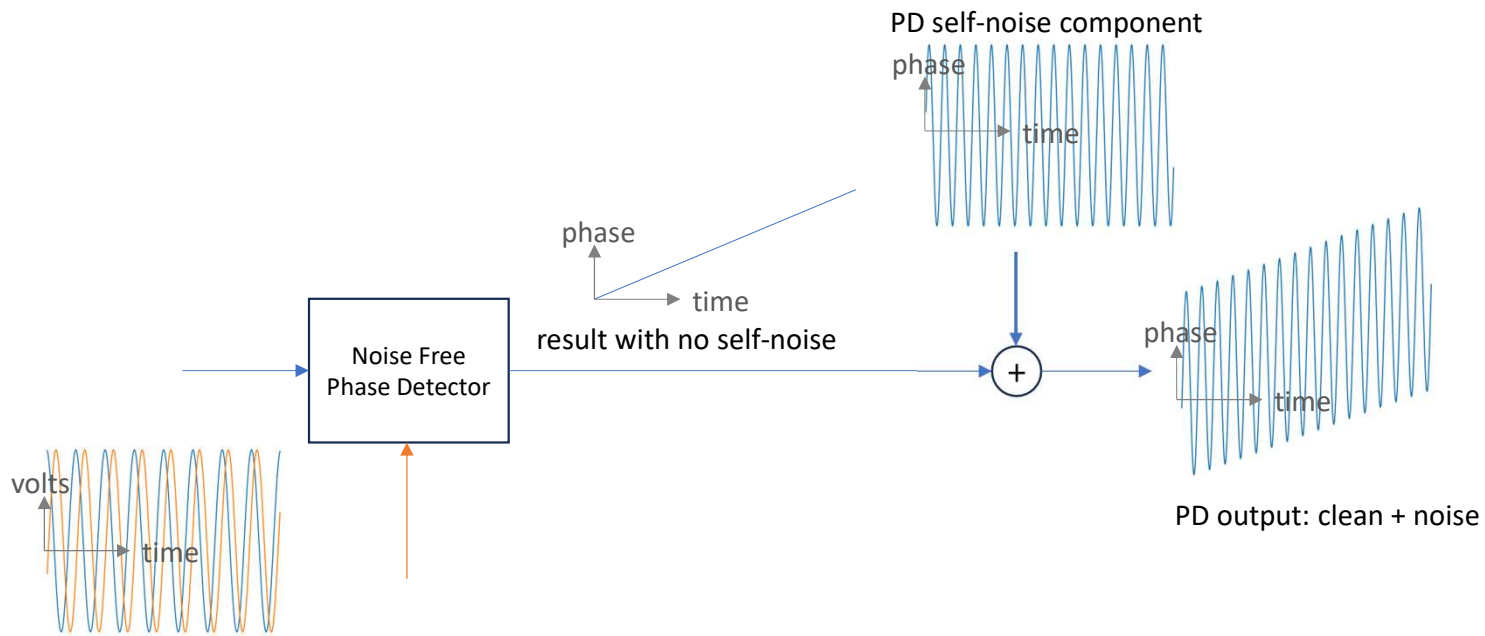 PD self-noise component
phase
time
phase
time
result with no self-noise
Noise Free
Phase Detector
+
phase
time
volts
time
PD output: clean + noise